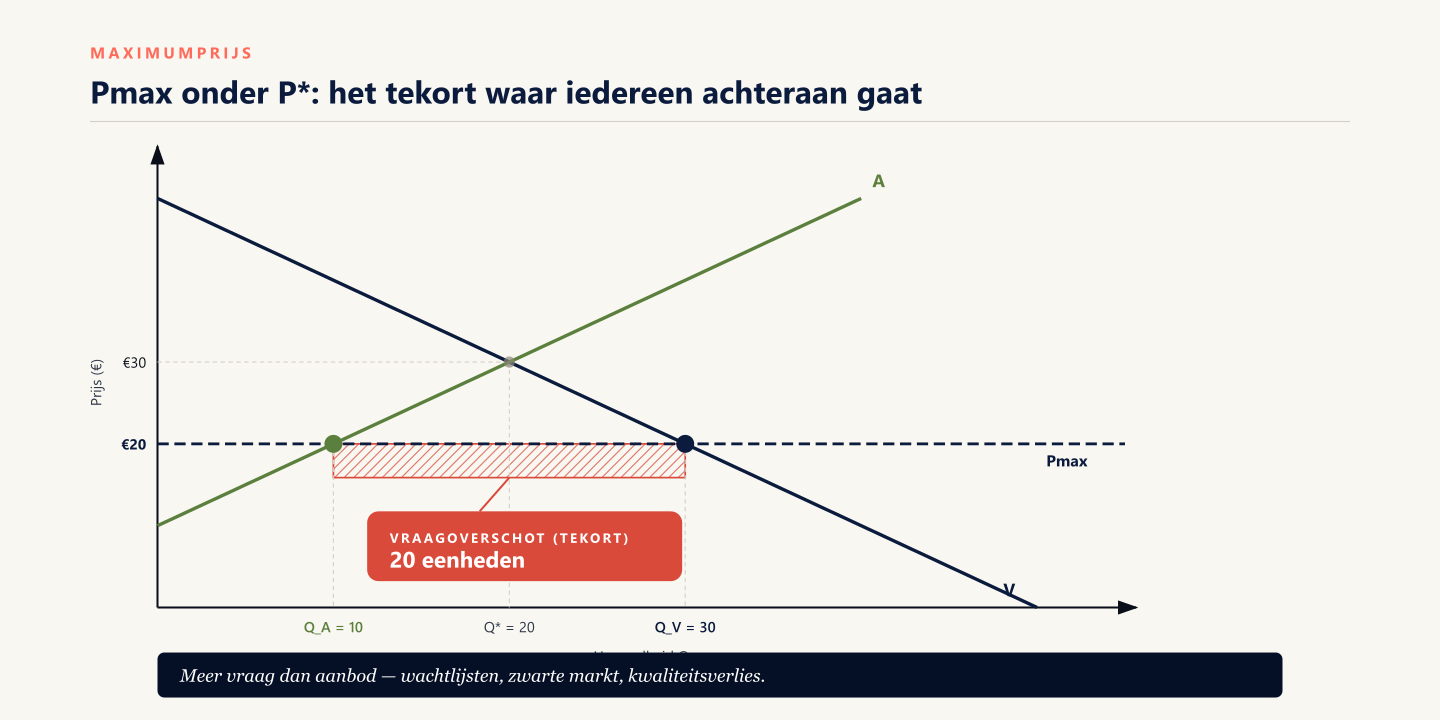 MAXIMUMPRIJS
Pmax onder P*: het tekort waar iedereen achteraan gaat
A
Prijs (€)
€30
€20
Pmax
VRAAGOVERSCHOT (TEKORT)
20 eenheden
V
Q_A = 10
Q* = 20
Q_V = 30
Meer vraag dan aanbod — wachtlijsten, zwarte markt, kwaliteitsverlies.